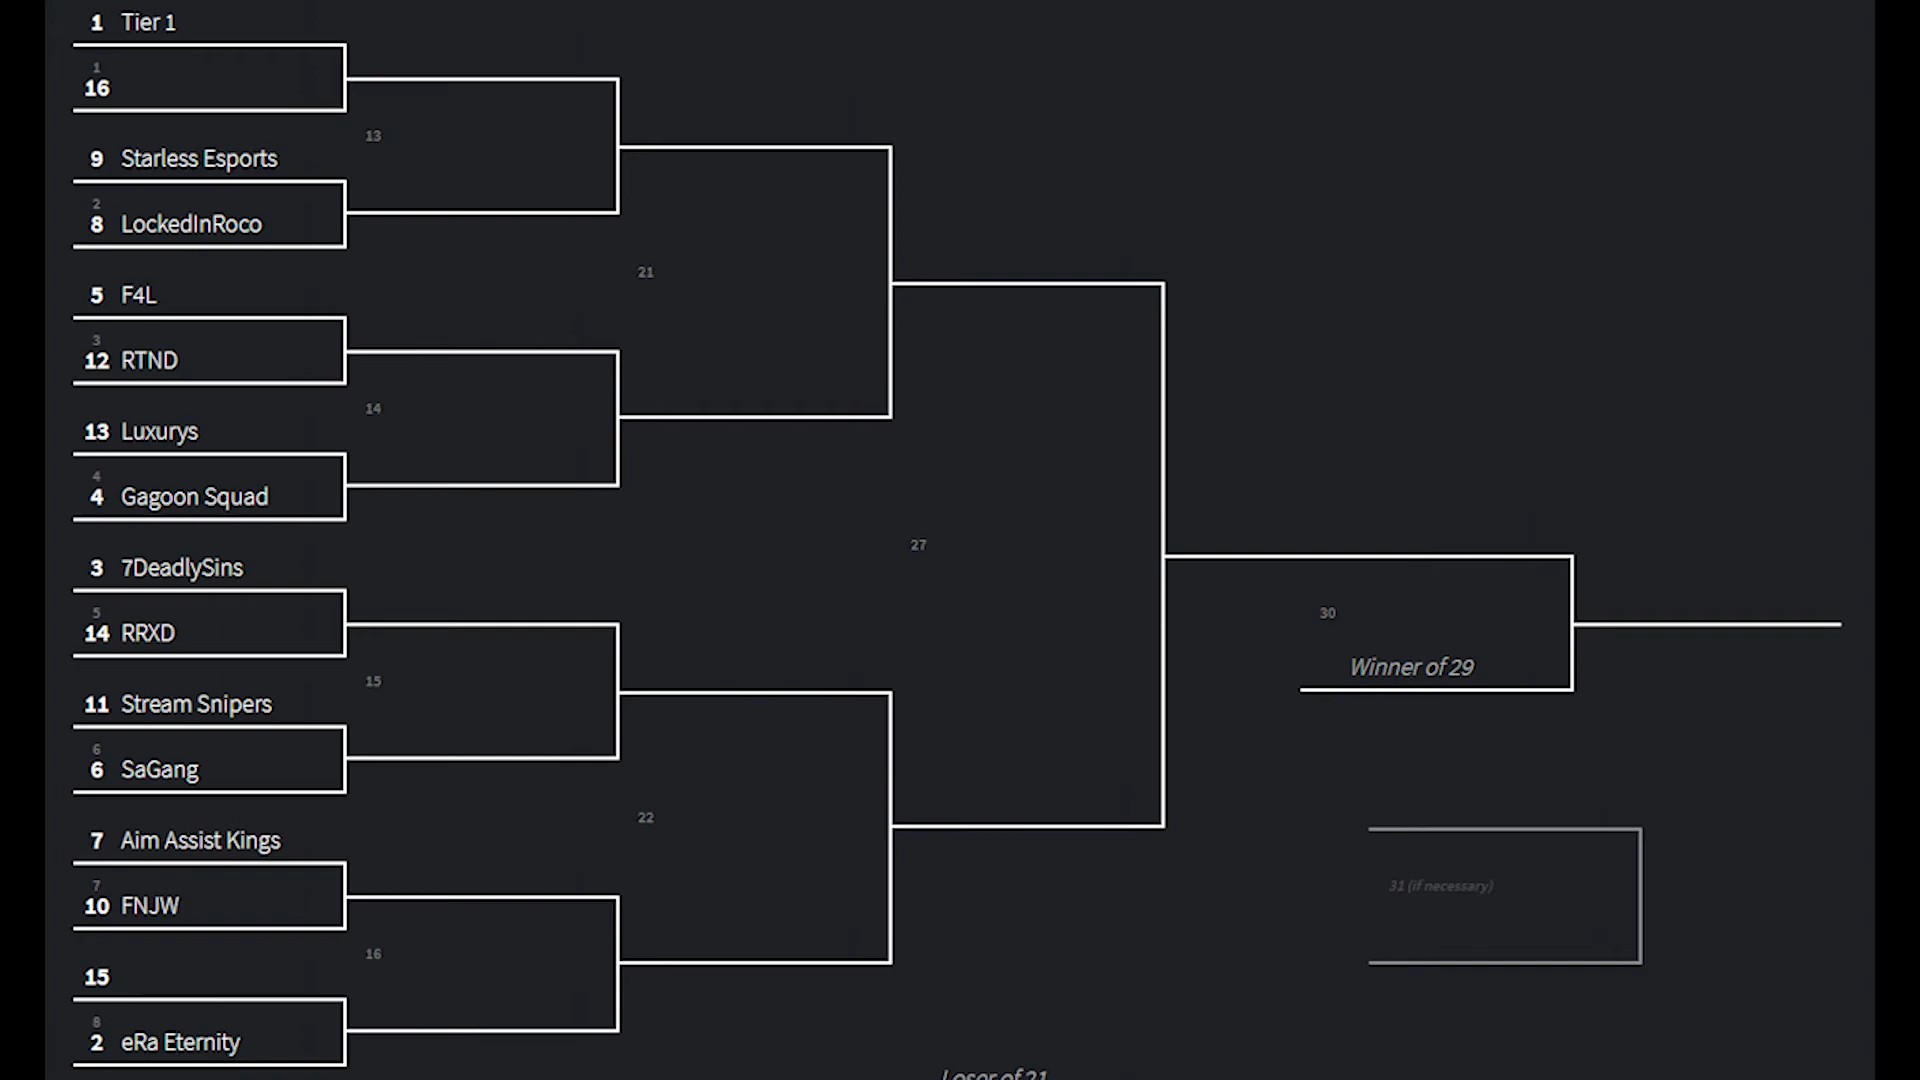 1 Tier 1
1
16
13
9 Starless Esports
2
8 LockedInRoco
21
5 F4L
3
12 RTND
14
13 Luxurys
4
4 Gagoon Squad
27
3 7DeadlySins
5
14 RRXD
30
Winner of 29
15
11 Stream Snipers
6
6 SaGang
22
7 Aim Assist Kings
7
10 FNJW
31 (if necessary)
16
15
8
2 eRa Eternity
Loser of 21